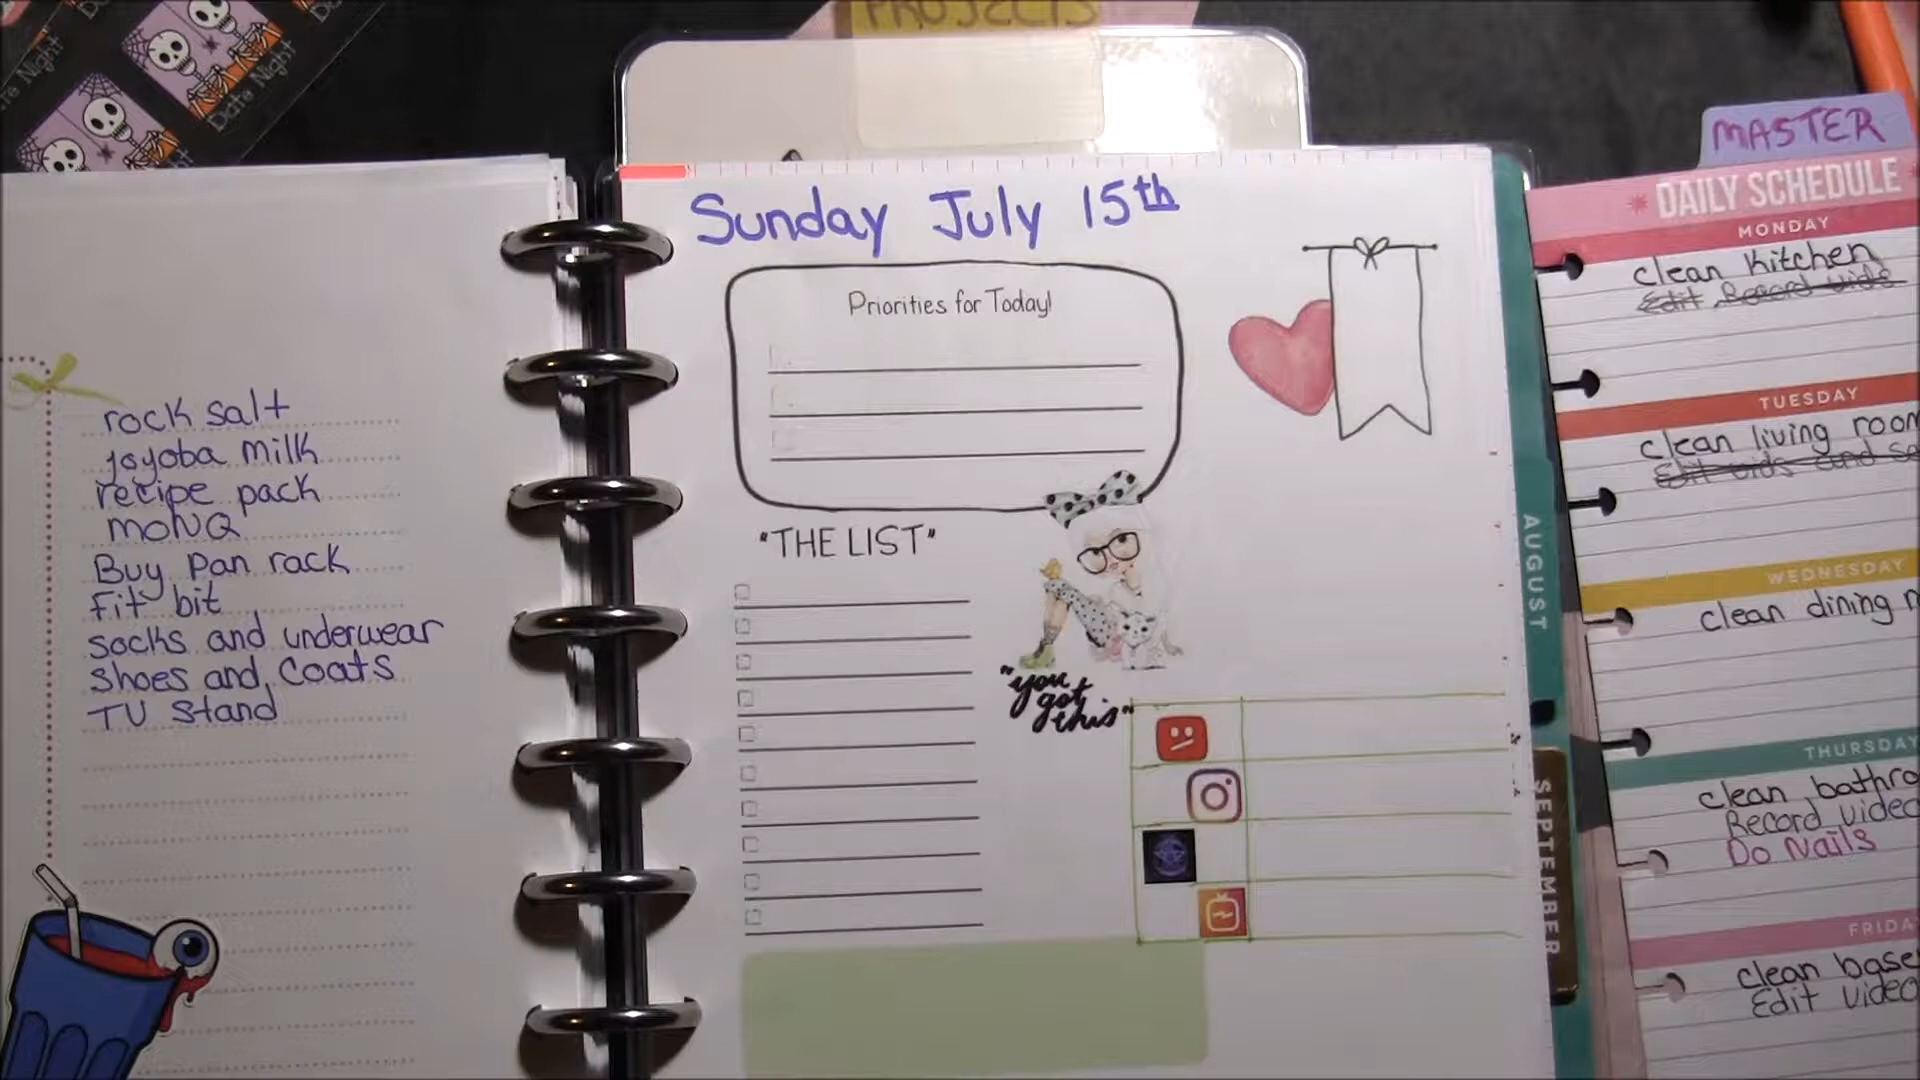 PROJECTS
Date Night
Date Night
rock salt
jojoba milk
recipe pack
MONQ
Buy pan rack
Fit bit
socks and underwear
shoes and coats
TV Stand
Sunday July 15th
Priorities for Today!
"THE LIST"
"you got this"
AUGUST
SEPTEMBER
MASTER
DAILY SCHEDULE
MONDAY
clean kitchen
Edit Record vids
TUESDAY
clean living room
Edit vids and
WEDNESDAY
clean dining
THURSDAY
clean
Record video
Do Nails
clean
Edit video